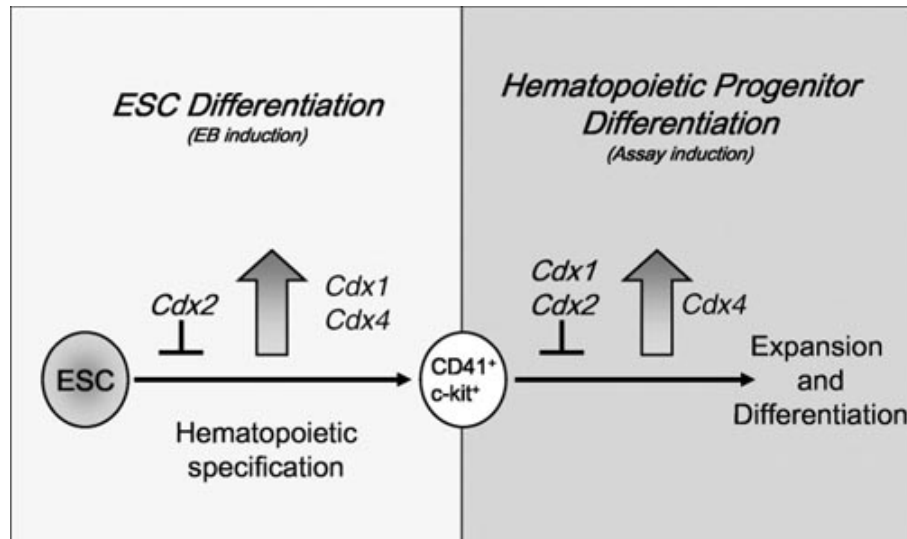 ESC Differentiation
(EB induction)
Hematopoietic Progenitor
Differentiation
(Assay induction)
Cdx2
Cdx1
Cdx4
Cdx1
Cdx2
Cdx4
ESC
CD41⁺
c-kit⁺
Hematopoietic
specification
Expansion
and
Differentiation